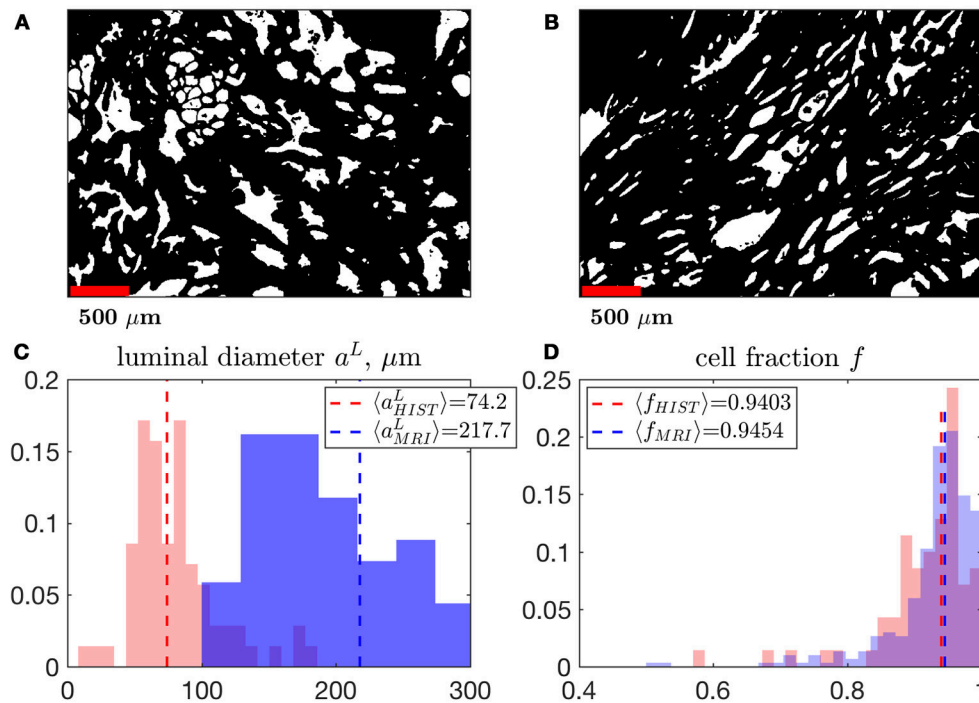 A
B
500 μm
500 μm
C
luminal diameter a^L, μm
0.2
0.15
0.1
0.05
0
0
100
200
300
⟨a^L_HIST⟩=74.2
⟨a^L_MRI⟩=217.7
D
cell fraction f
0.25
0.2
0.15
0.1
0.05
0
0.4
0.6
0.8
⟨f_HIST⟩=0.9403
⟨f_MRI⟩=0.9454